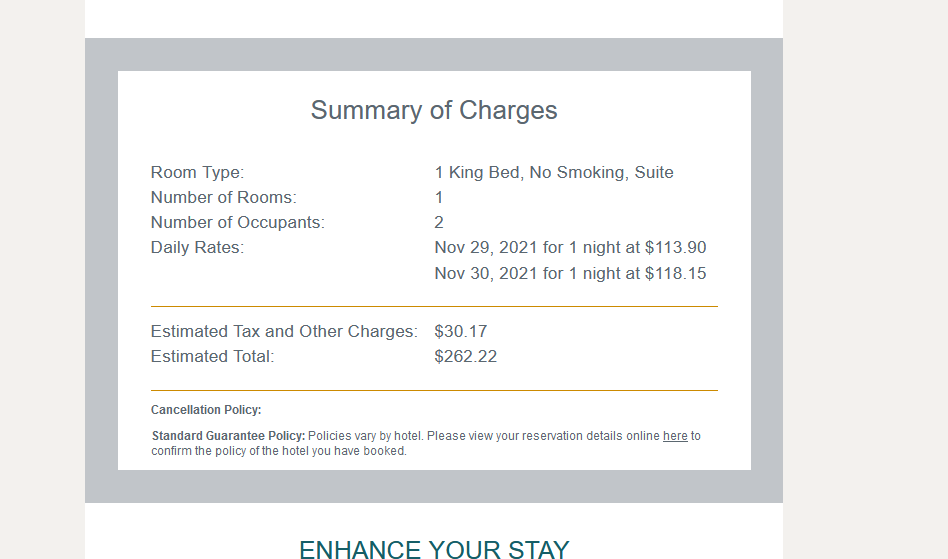 Summary of Charges
Room Type: 1 King Bed, No Smoking, Suite
Number of Rooms: 1
Number of Occupants: 2
Daily Rates: Nov 29, 2021 for 1 night at $113.90
Nov 30, 2021 for 1 night at $118.15
Estimated Tax and Other Charges: $30.17
Estimated Total: $262.22
Cancellation Policy:
Standard Guarantee Policy: Policies vary by hotel. Please view your reservation details online here to
confirm the policy of the hotel you have booked.
ENHANCE YOUR STAY